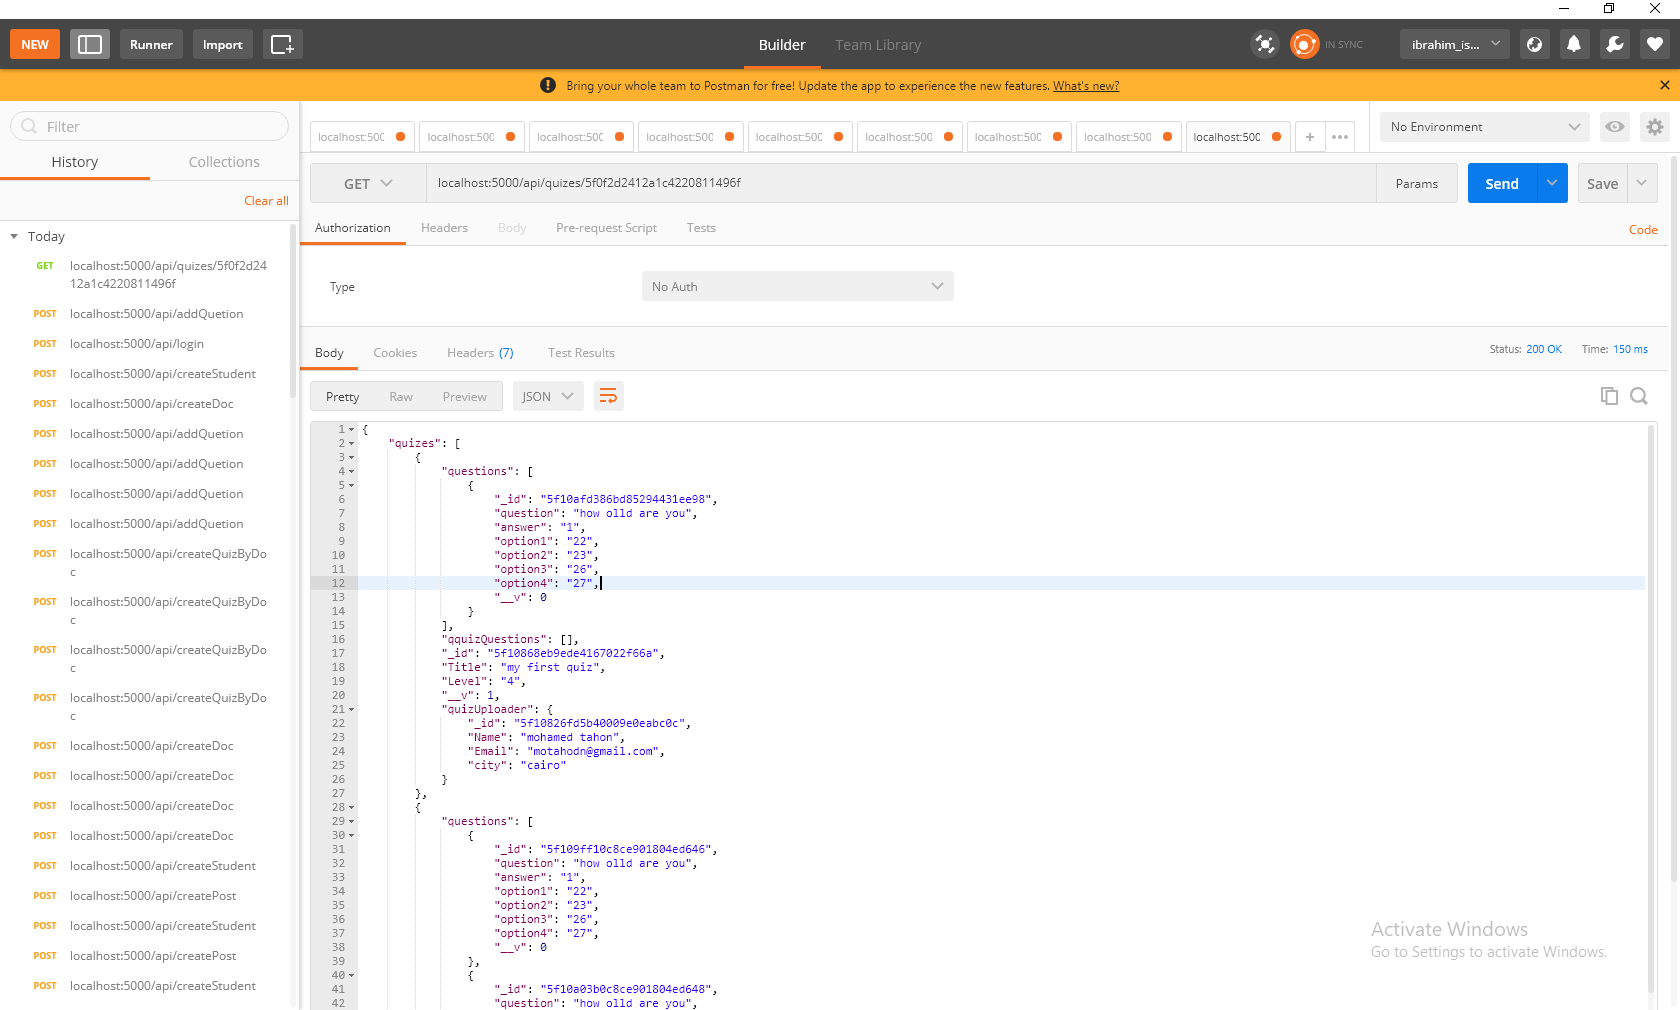 NEW
Runner
Import
Builder
Team Library
IN SYNC
ibrahim_is...
Bring your whole team to Postman for free! Update the app to experience the new features. What's new?
Filter
History
Collections
Clear all
Today
GET localhost:5000/api/quizes/5f0f2d24
12a1c4220811496f
POST localhost:5000/api/addQuetion
POST localhost:5000/api/login
POST localhost:5000/api/createStudent
POST localhost:5000/api/createDoc
POST localhost:5000/api/addQuetion
POST localhost:5000/api/addQuetion
POST localhost:5000/api/addQuetion
POST localhost:5000/api/addQuetion
POST localhost:5000/api/createQuizByDo
c
POST localhost:5000/api/createQuizByDo
c
POST localhost:5000/api/createQuizByDo
c
POST localhost:5000/api/createQuizByDo
c
POST localhost:5000/api/createDoc
POST localhost:5000/api/createDoc
POST localhost:5000/api/createDoc
POST localhost:5000/api/createDoc
POST localhost:5000/api/createStudent
POST localhost:5000/api/createPost
POST localhost:5000/api/createStudent
POST localhost:5000/api/createPost
POST localhost:5000/api/createStudent
localhost:500 localhost:500 localhost:500 localhost:500 localhost:500 localhost:500 localhost:500 localhost:500 localhost:500 + •••
No Environment
GET localhost:5000/api/quizes/5f0f2d2412a1c4220811496f Params Send Save
Authorization Headers Body Pre-request Script Tests Code
Type No Auth
Body Cookies Headers (7) Test Results Status: 200 OK Time: 150 ms
Pretty Raw Preview JSON
1 {
2 "quizes": [
3 {
4 "questions": [
5 {
6 "_id": "5f10afd386bd85294431ee98",
7 "question": "how olld are you",
8 "answer": "1",
9 "option1": "22",
10 "option2": "23",
11 "option3": "26",
12 "option4": "27",
13 "__v": 0
14 }
15 ],
16 "qquizQuestions": [],
17 "_id": "5f10868eb9ede4167022f66a",
18 "Title": "my first quiz",
19 "Level": "4",
20 "__v": 1,
21 "quizUploader": {
22 "_id": "5f10826fd5b40009e0eabc0c",
23 "Name": "mohamed tahon",
24 "Email": "motahodn@gmail.com",
25 "city": "cairo"
26 }
27 },
28 {
29 "questions": [
30 {
31 "_id": "5f109ff10c8ce901804ed646",
32 "question": "how olld are you",
33 "answer": "1",
34 "option1": "22",
35 "option2": "23",
36 "option3": "26",
37 "option4": "27",
38 "__v": 0
39 },
40 {
41 "_id": "5f10a03b0c8ce901804ed648",
42 "question": "how olld are you",
Activate Windows
Go to Settings to activate Windows.